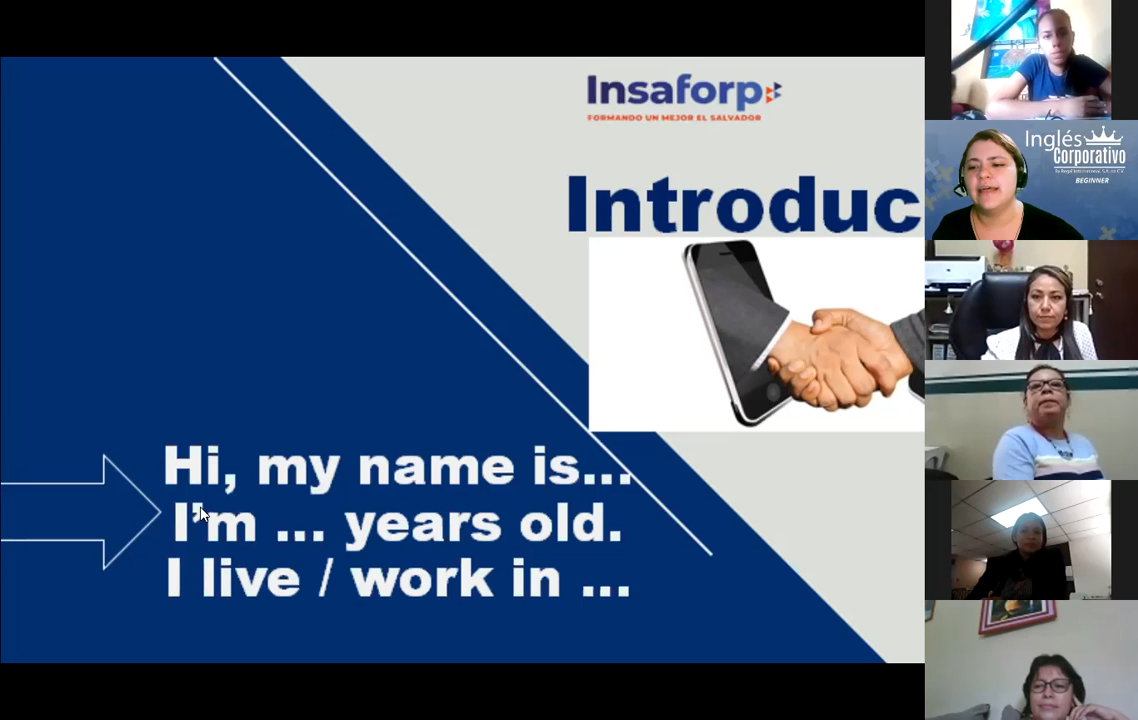 Insaforp
FORMANDO UN MEJOR EL SALVADOR
Introduc
Hi, my name is...
I'm ... years old.
I live / work in ...
Inglés
Corporativo
BEGINNER